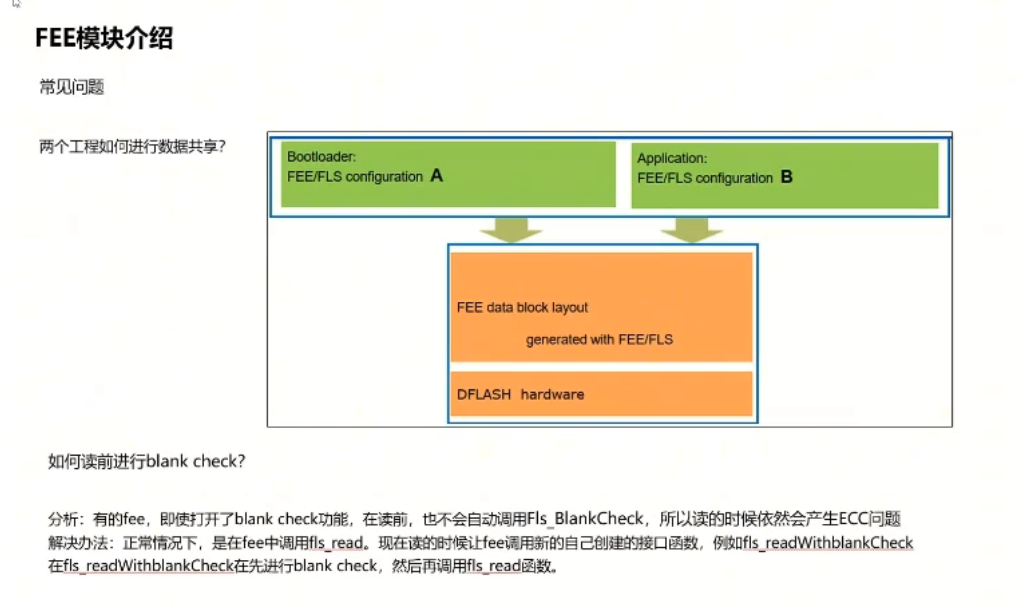 FEE模块介绍
常见问题
两个工程如何进行数据共享?
Bootloader:
FEE/FLS configuration A
Application:
FEE/FLS configuration B
FEE data block layout
generated with FEE/FLS
DFLASH hardware
如何读前进行blank check?
分析：有的fee，即使打开了blank check功能，在读前，也不会自动调用Fls_BlankCheck，所以读的时候依然会产生ECC问题
解决办法：正常情况下，是在fee中调用fls_read。现在读的时候让fee调用新的自己创建的接口函数，例如fls_readWithblankCheck
在fls_readWithblankCheck在先进行blank check，然后再调用fls_read函数。